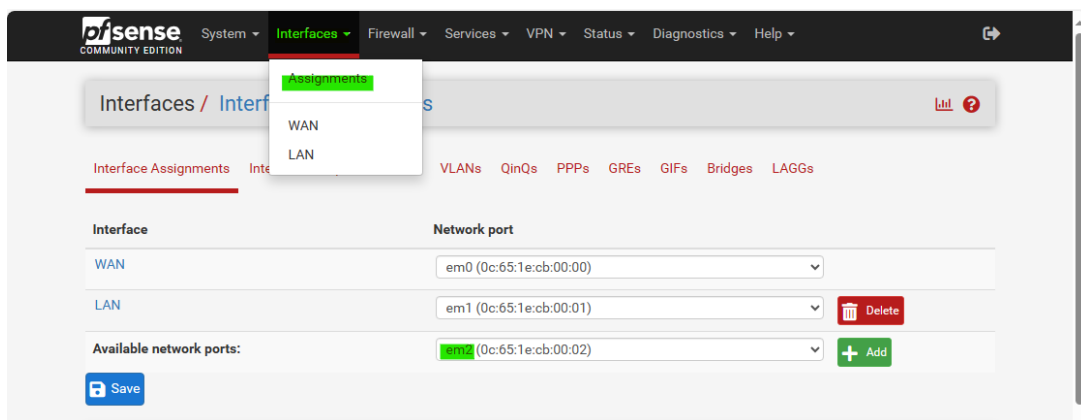 pfsense System Interfaces Firewall Services VPN Status Diagnostics Help
COMMUNITY EDITION
Assignments
WAN
LAN
Interfaces / Interf s
Interface Assignments Inte VLANs QinQs PPPs GREs GIFs Bridges LAGGs
Interface Network port
WAN em0 (0c:65:1e:cb:00:00)
LAN em1 (0c:65:1e:cb:00:01) Delete
Available network ports: em2 (0c:65:1e:cb:00:02) Add
Save